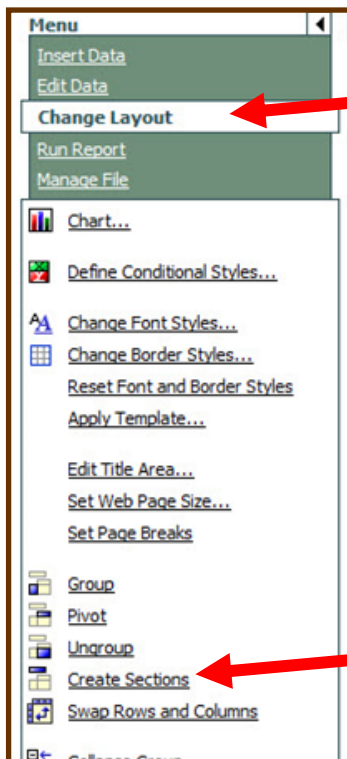 Menu
Insert Data
Edit Data
Change Layout
Run Report
Manage File
Chart...
Define Conditional Styles...
Change Font Styles...
Change Border Styles...
Reset Font and Border Styles
Apply Template...
Edit Title Area...
Set Web Page Size...
Set Page Breaks
Group
Pivot
Ungroup
Create Sections
Swap Rows and Columns